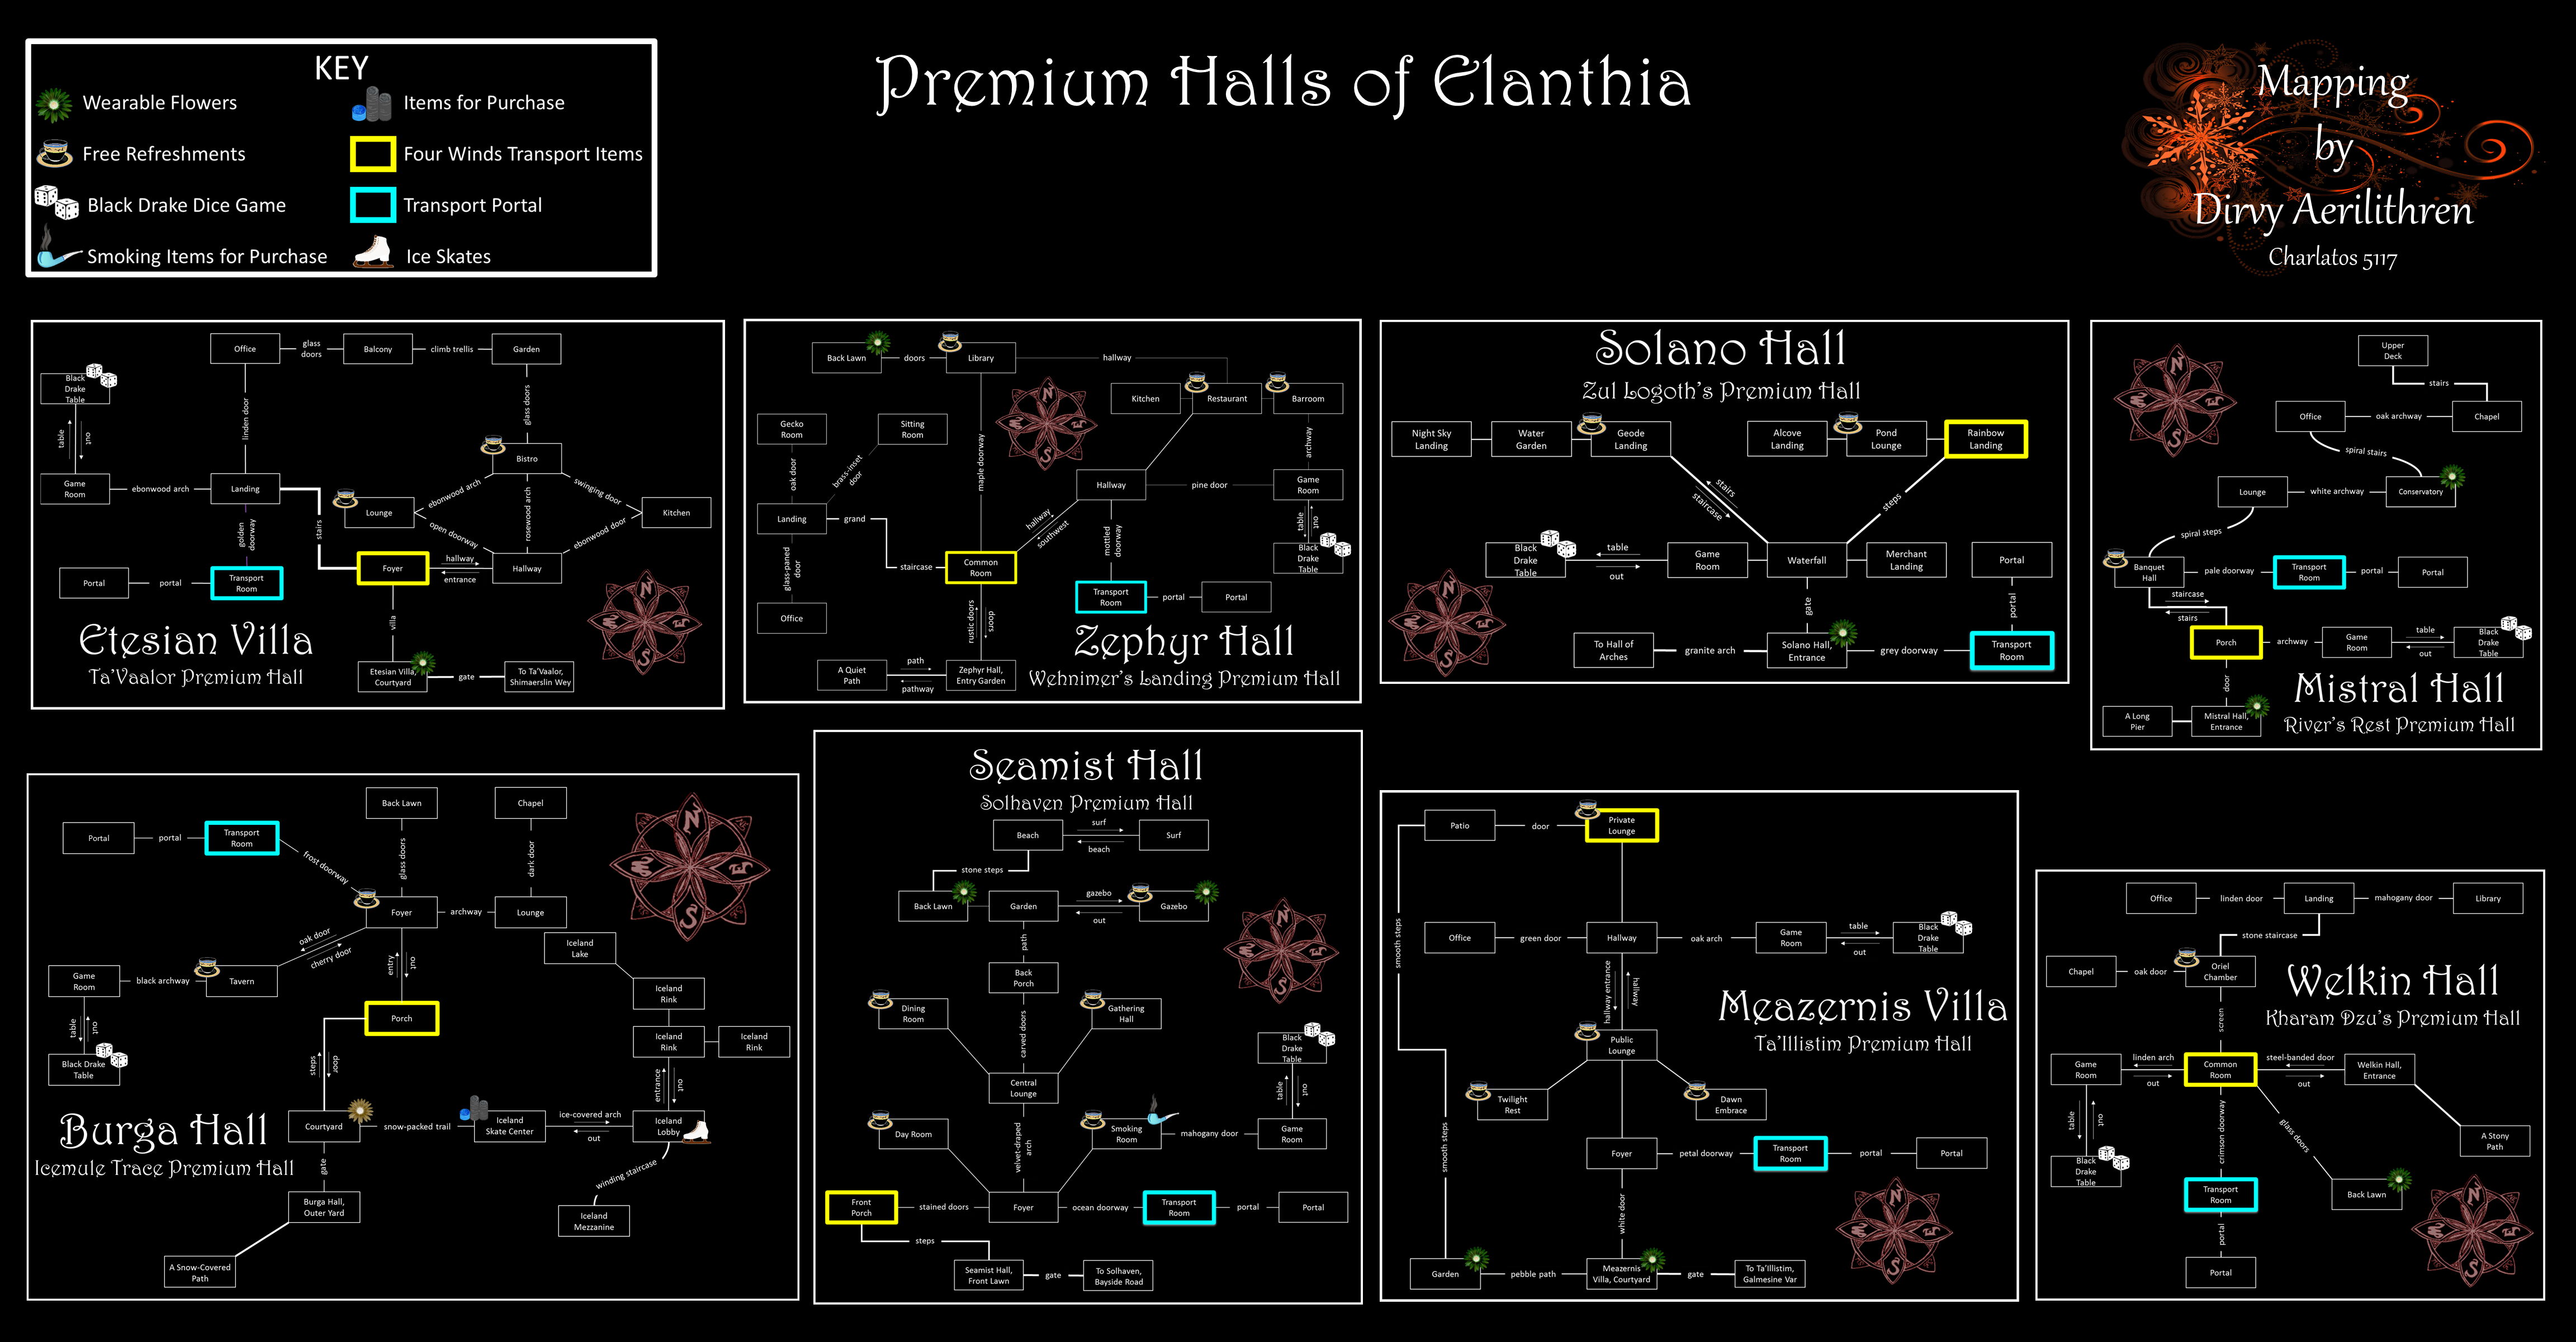 Premium Halls of Elanthia
Mapping
by
Dirvy Aerilithren
Charlatos 5117
KEY
Wearable Flowers
Items for Purchase
Free Refreshments
Four Winds Transport Items
Black Drake Dice Game
Transport Portal
Smoking Items for Purchase
Ice Skates
Office
glass
doors
Balcony
climb trellis
Garden
Black
Drake
Table
table
out
linden door
glass doors
Bistro
Game
Room
ebonwood arch
Landing
stairs
Lounge
ebonwood arch
open doorway
rosewood arch
swinging door
ebonwood door
Kitchen
golden
doorway
Portal
portal
Transport
Room
Foyer
hallway
entrance
Hallway
villa
Etesian Villa
Ta'Vaalor Premium Hall
Etesian Villa,
Courtyard
gate
To Ta'Vaalor,
Shimaerslin Wey
N
E
S
W
Back Lawn
doors
Library
hallway
Kitchen
Restaurant
Barroom
Gecko
Room
Sitting
Room
oak door
brass-inset
door
maple doorway
archway
Hallway
pine door
Game
Room
Landing
grand
staircase
hallway
southwest
mottled
doorway
table
out
Black
Drake
Table
Common
Room
glass-paned
door
Office
Transport
Room
portal
Portal
rustic doors
doors
Zephyr Hall
Wehnimer's Landing Premium Hall
A Quiet
Path
path
pathway
Zephyr Hall,
Entry Garden
N
E
S
W
Solano Hall
Zul Logoth's Premium Hall
Night Sky
Landing
Water
Garden
Geode
Landing
Alcove
Landing
Pond
Lounge
Rainbow
Landing
stairs
staircase
steps
Black
Drake
Table
table
out
Game
Room
Waterfall
Merchant
Landing
Portal
gate
portal
To Hall of
Arches
granite arch
Solano Hall,
Entrance
grey doorway
Transport
Room
N
E
S
W
Upper
Deck
stairs
Office
oak archway
Chapel
spiral stairs
Lounge
white archway
Conservatory
spiral steps
Banquet
Hall
pale doorway
Transport
Room
portal
Portal
staircase
stairs
Porch
archway
Game
Room
table
out
Black
Drake
Table
door
Mistral Hall
River's Rest Premium Hall
A Long
Pier
Mistral Hall,
Entrance
N
E
S
W
Back Lawn
Chapel
Portal
portal
Transport
Room
frost doorway
glass doors
dark door
Foyer
archway
Lounge
oak door
cherry door
Iceland
Lake
Game
Room
black archway
Tavern
entry
out
Iceland
Rink
Porch
table
out
Iceland
Rink
Iceland
Rink
Black Drake
Table
steps
door
entrance
out
Burga Hall
Icemule Trace Premium Hall
Courtyard
snow-packed trail
Iceland
Skate Center
ice-covered arch
out
Iceland
Lobby
gate
winding staircase
Burga Hall,
Outer Yard
Iceland
Mezzanine
A Snow-Covered
Path
N
E
S
W
Seamist Hall
Solhaven Premium Hall
Beach
surf
beach
Surf
stone steps
Back Lawn
Garden
gazebo
out
Gazebo
path
Back
Porch
Dining
Room
Gathering
Hall
carved doors
Black
Drake
Table
Central
Lounge
table
out
Day Room
Smoking
Room
mahogany door
Game
Room
velvet-draped
arch
Front
Porch
stained doors
Foyer
ocean doorway
Transport
Room
portal
Portal
steps
Seamist Hall,
Front Lawn
gate
To Solhaven,
Bayside Road
N
E
S
W
Patio
door
Private
Lounge
smooth steps
Office
green door
Hallway
oak arch
Game
Room
table
out
Black
Drake
Table
hallway entrance
hallway
Meazernis Villa
Ta'Illistim Premium Hall
Public
Lounge
Twilight
Rest
Dawn
Embrace
smooth steps
Foyer
petal doorway
Transport
Room
portal
Portal
white door
Garden
pebble path
Meazernis
Villa, Courtyard
gate
To Ta'Illistim,
Galmesine Var
N
E
S
W
Office
linden door
Landing
mahogany door
Library
stone staircase
Chapel
oak door
Oriel
Chamber
Welkin Hall
Kharam Dzu's Premium Hall
screen
Game
Room
linden arch
out
Common
Room
steel-banded door
out
Welkin Hall,
Entrance
table
out
crimson doorway
glass doors
A Stony
Path
Black
Drake
Table
Transport
Room
Back Lawn
portal
Portal
N
E
S
W